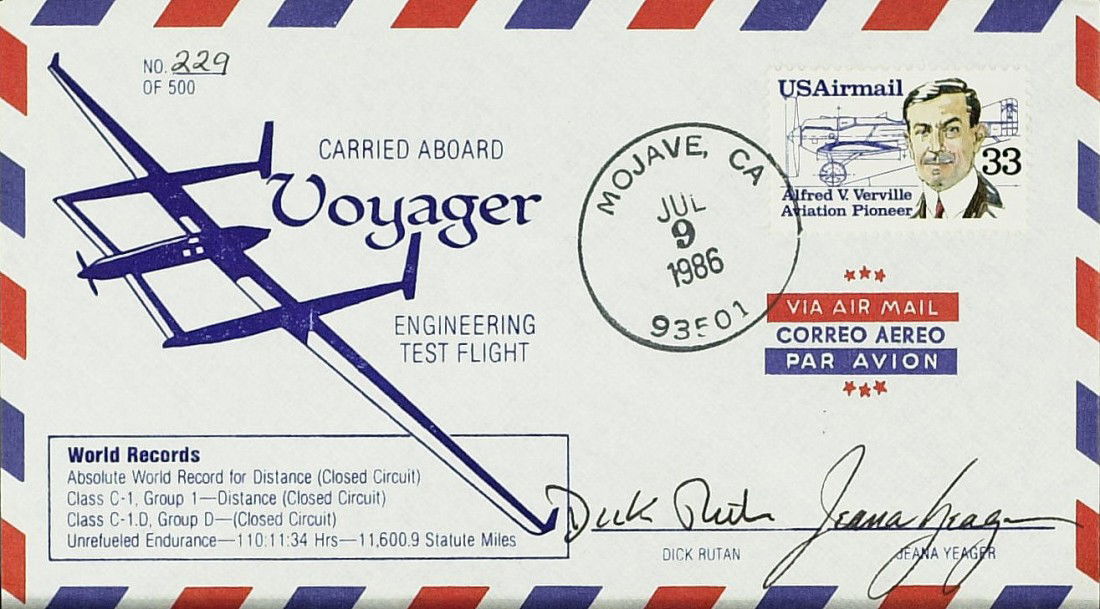 NO. 229
OF 500
CARRIED ABOARD
Voyager
ENGINEERING
TEST FLIGHT
MOJAVE, CA
JUL
9
1986
93501
USAirmail
33
Alfred V. Verville
Aviation Pioneer
VIA AIR MAIL
CORREO AEREO
PAR AVION
World Records
Absolute World Record for Distance (Closed Circuit)
Class C-1, Group 1—Distance (Closed Circuit)
Class C-1.D, Group D—(Closed Circuit)
Unrefueled Endurance—110:11:34 Hrs—11,600.9 Statute Miles
Dick Rutan Jeana Yeager
DICK RUTAN JEANA YEAGER